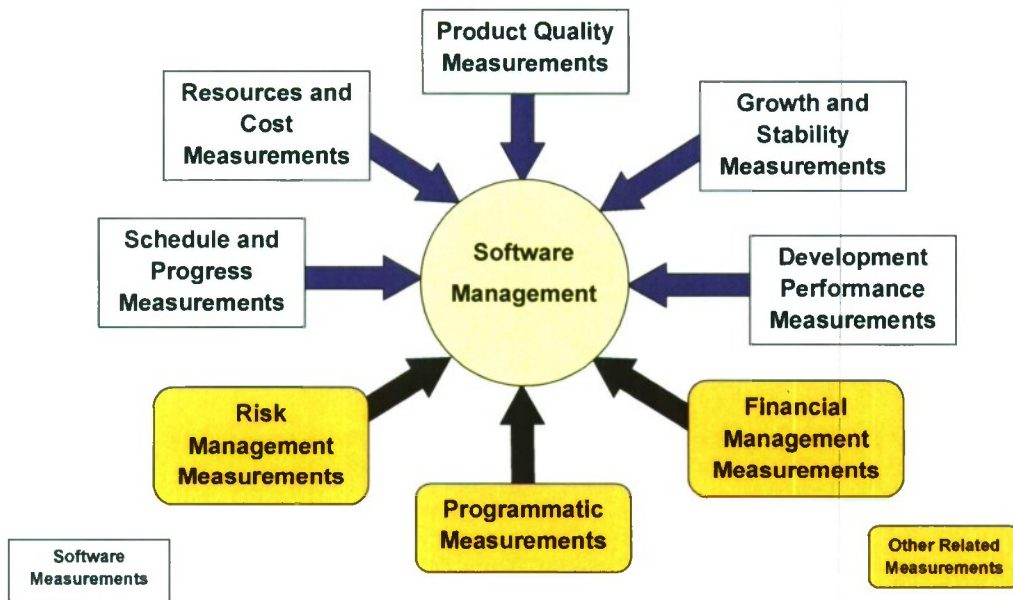 Product Quality
Measurements
Resources and
Cost
Measurements
Growth and
Stability
Measurements
Schedule and
Progress
Measurements
Software
Management
Development
Performance
Measurements
Risk
Management
Measurements
Programmatic
Measurements
Financial
Management
Measurements
Software
Measurements
Other Related
Measurements